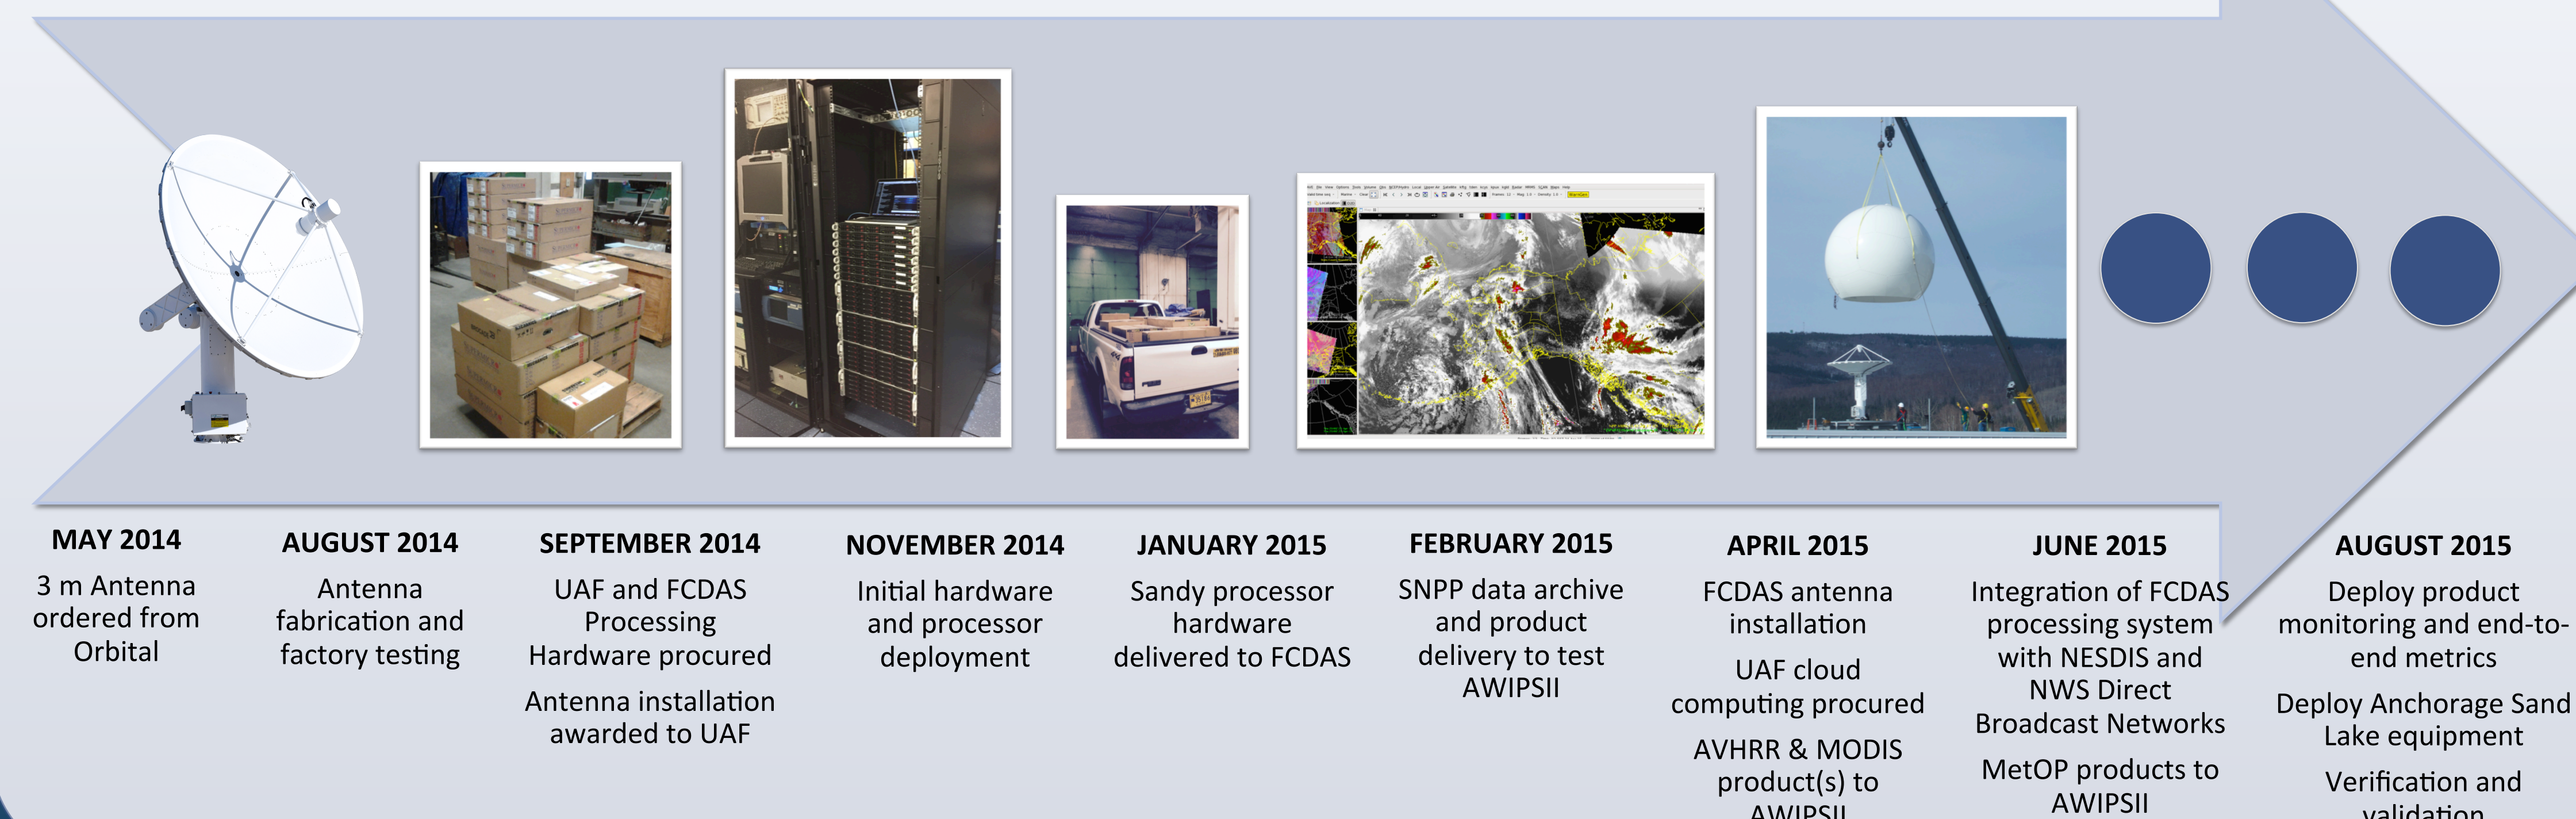 MAY 2014
3 m Antenna
ordered from
Orbital
AUGUST 2014
Antenna
fabrication and
factory testing
SEPTEMBER 2014
UAF and FCDAS
Processing
Hardware procured
Antenna installation
awarded to UAF
NOVEMBER 2014
Initial hardware
and processor
deployment
JANUARY 2015
Sandy processor
hardware
delivered to FCDAS
FEBRUARY 2015
SNPP data archive
and product
delivery to test
AWIPSII
APRIL 2015
FCDAS antenna
installation
UAF cloud
computing procured
AVHRR & MODIS
product(s) to
AWIPSII
JUNE 2015
Integration of FCDAS
processing system
with NESDIS and
NWS Direct
Broadcast Networks
MetOP products to
AWIPSII
AUGUST 2015
Deploy product
monitoring and end-to-
end metrics
Deploy Anchorage Sand
Lake equipment
Verification and
validation